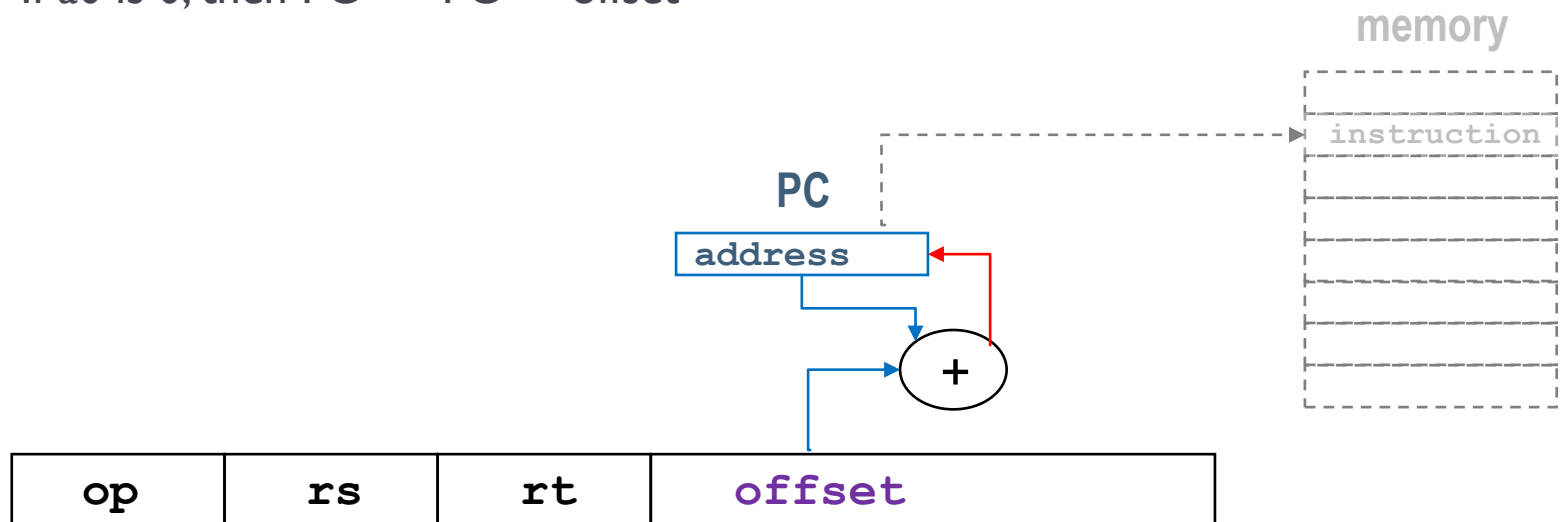 memory
instruction
PC
address
+
op rs rt offset